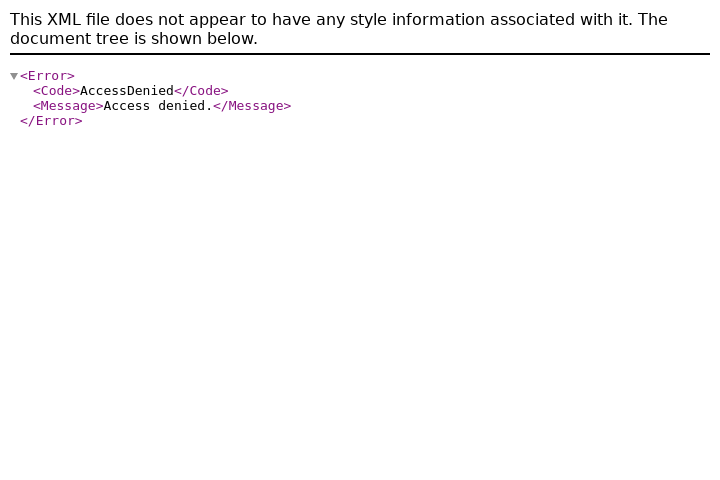 This XML file does not appear to have any style information associated with it. The
document tree is shown below.
<Error>
<Code>AccessDenied</Code>
<Message>Access denied.</Message>
</Error>